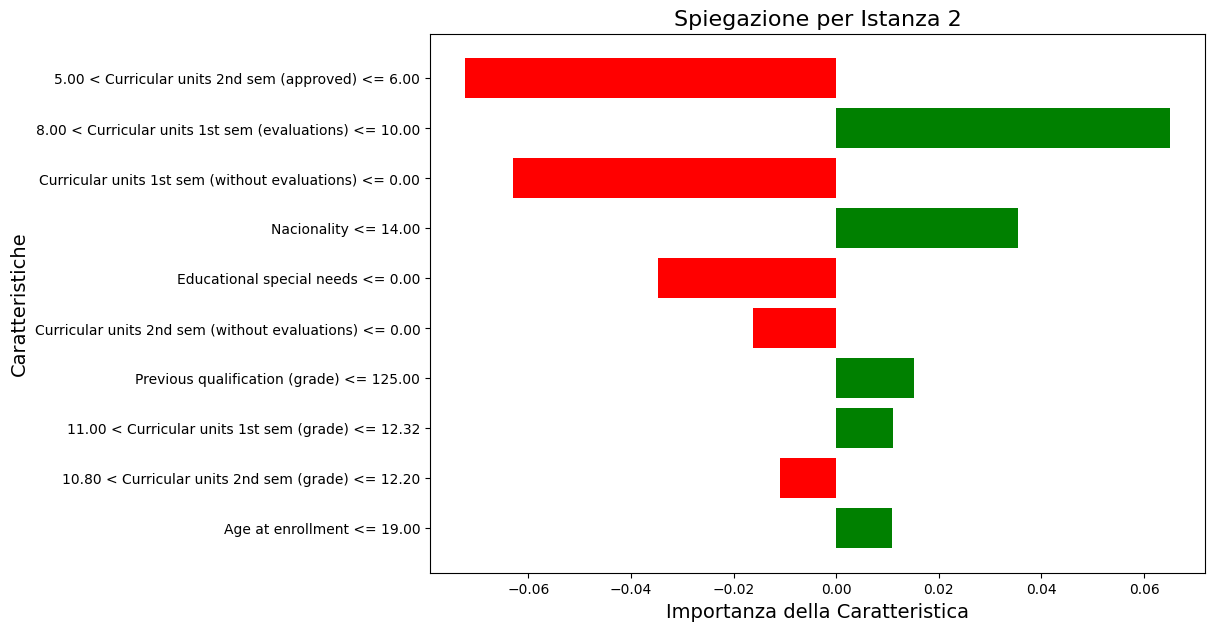 Spiegazione per Istanza 2
Caratteristiche
5.00 < Curricular units 2nd sem (approved) <= 6.00
8.00 < Curricular units 1st sem (evaluations) <= 10.00
Curricular units 1st sem (without evaluations) <= 0.00
Nacionality <= 14.00
Educational special needs <= 0.00
Curricular units 2nd sem (without evaluations) <= 0.00
Previous qualification (grade) <= 125.00
11.00 < Curricular units 1st sem (grade) <= 12.32
10.80 < Curricular units 2nd sem (grade) <= 12.20
Age at enrollment <= 19.00
−0.06 −0.04 −0.02 0.00 0.02 0.04 0.06
Importanza della Caratteristica